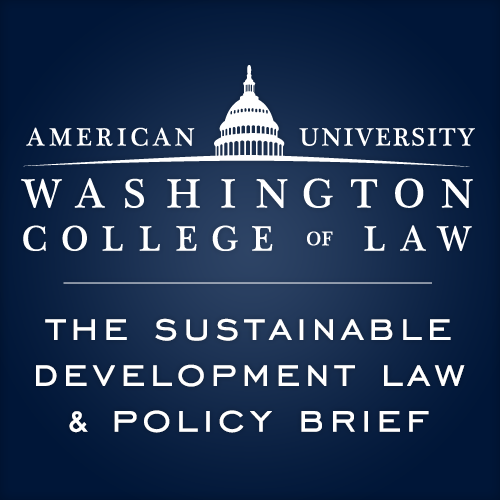 AMERICAN UNIVERSITY
WASHINGTON
COLLEGE OF LAW
THE SUSTAINABLE
DEVELOPMENT LAW
& POLICY BRIEF